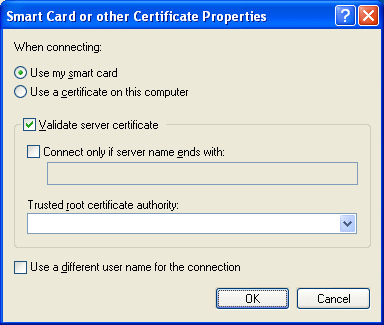 Smart Card or other Certificate Properties
When connecting:
Use my smart card
Use a certificate on this computer
Validate server certificate
Connect only if server name ends with:
Trusted root certificate authority:
Use a different user name for the connection
OK Cancel